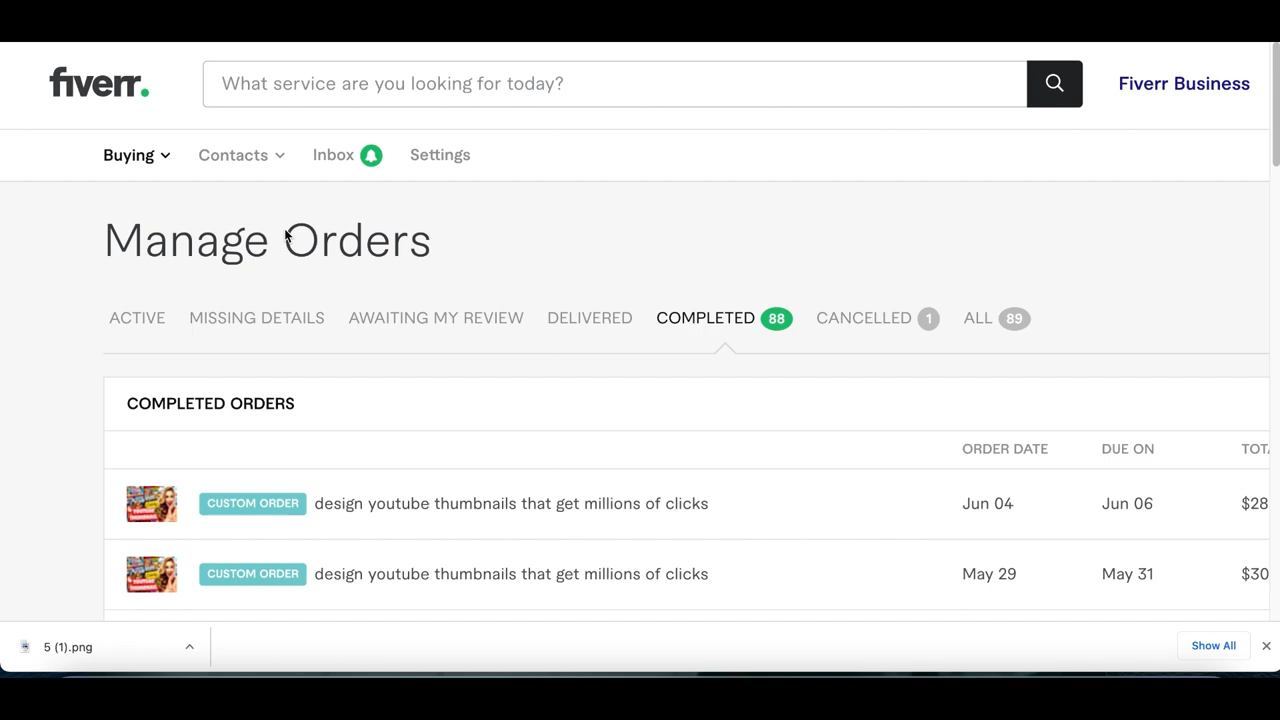 fiverr.
What service are you looking for today?
Fiverr Business
Buying
Contacts
Inbox
Settings
Manage Orders
ACTIVE
MISSING DETAILS
AWAITING MY REVIEW
DELIVERED
COMPLETED 88
CANCELLED 1
ALL 89
COMPLETED ORDERS
ORDER DATE
DUE ON
CUSTOM ORDER design youtube thumbnails that get millions of clicks
Jun 04
Jun 06
$28
CUSTOM ORDER design youtube thumbnails that get millions of clicks
May 29
May 31
$30
5 (1).png
Show All